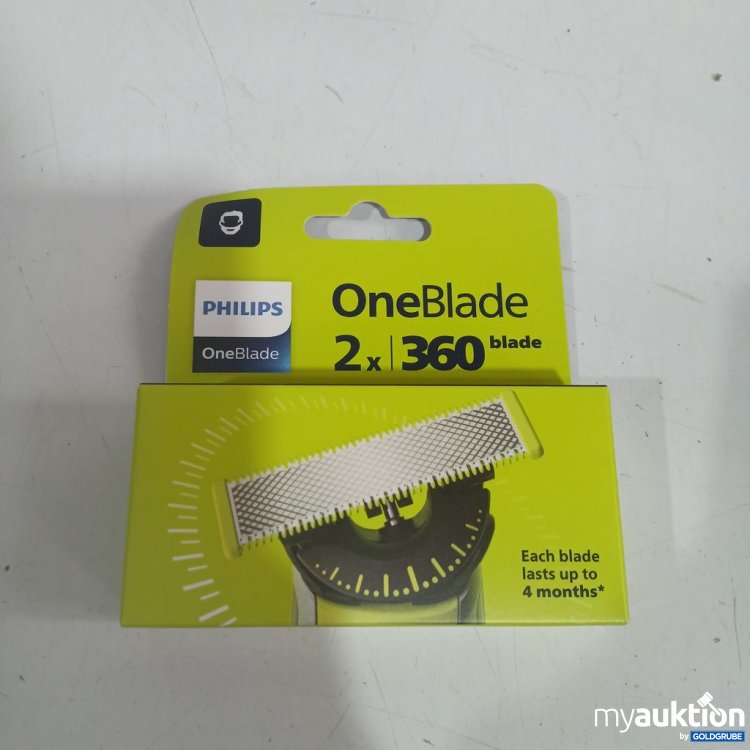 PHILIPS
OneBlade
OneBlade
2x | 360 blade
Each blade
lasts up to
4 months*
myauktion
by GOLDGRUBE